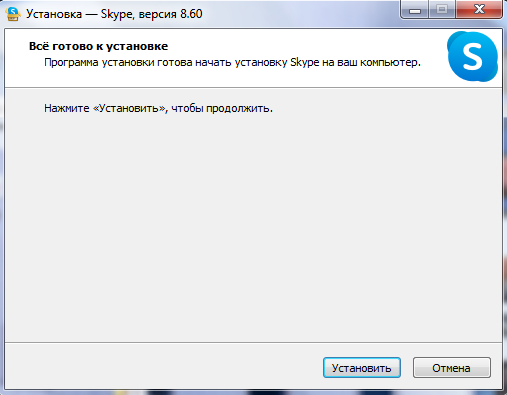 Установка — Skype, версия 8.60
Всё готово к установке
Программа установки готова начать установку Skype на ваш компьютер.
Нажмите «Установить», чтобы продолжить.
Установить
Отмена